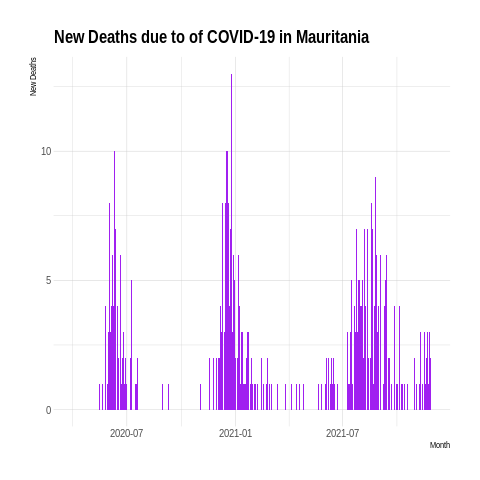 New Deaths due to of COVID-19 in Mauritania
New Deaths
10
5
0
2020-07
2021-01
2021-07
Month